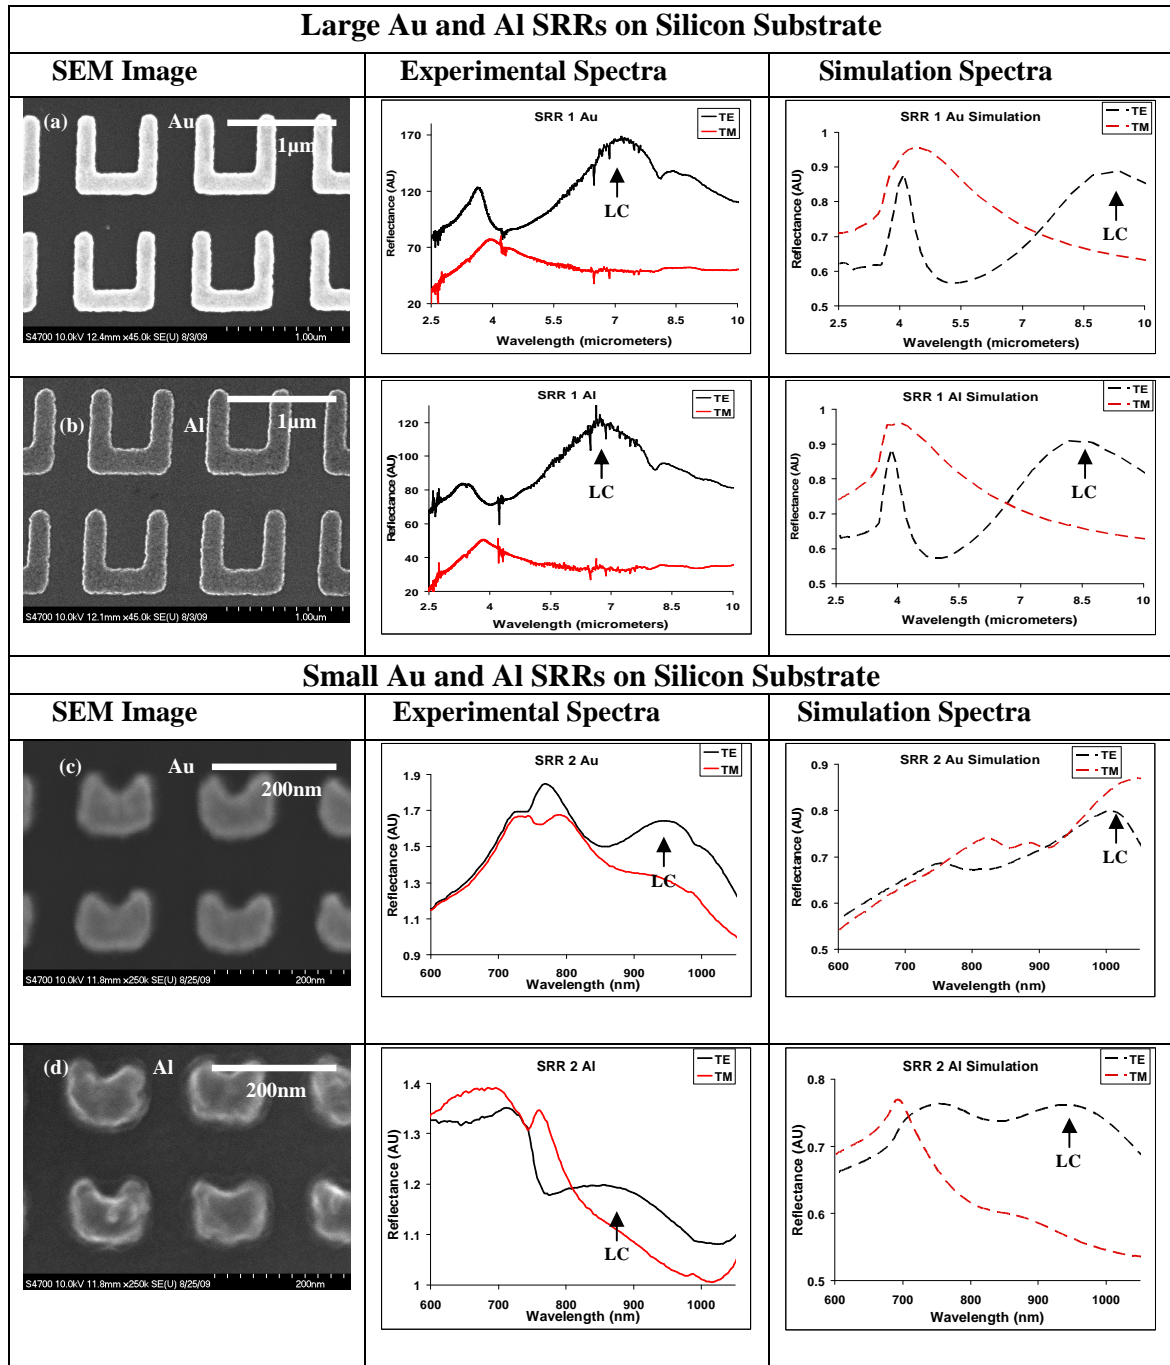 Large Au and Al SRRs on Silicon Substrate
SEM Image
Experimental Spectra
Simulation Spectra
(a)
Au
1µm
S4700 10.0kV 12.4mm x45.0k SE(U) 8/3/09
1.00um
SRR 1 Au
TE
TM
170
120
70
20
Reflectance (AU)
LC
2.5 4 5.5 7 8.5 10
Wavelength (micrometers)
SRR 1 Au Simulation
TE
TM
1
0.9
0.8
0.7
0.6
0.5
Reflectance (AU)
LC
2.5 4 5.5 7 8.5 10
Wavelength (micrometers)
(b)
Al
1µm
S4700 10.0kV 12.1mm x45.0k SE(U) 8/3/09
1.00um
SRR 1 Al
TE
TM
120
100
80
60
40
20
Reflectance (AU)
LC
2.5 4 5.5 7 8.5 10
Wavelength (micrometers)
SRR 1 Al Simulation
TE
TM
1
0.9
0.8
0.7
0.6
0.5
Reflectance (AU)
LC
2.5 4 5.5 7 8.5 10
Wavelength (micrometers)
Small Au and Al SRRs on Silicon Substrate
SEM Image
Experimental Spectra
Simulation Spectra
(c)
Au
200nm
S4700 10.0kV 11.8mm x250k SE(U) 8/25/09
200nm
SRR 2 Au
TE
TM
1.9
1.7
1.5
1.3
1.1
0.9
Reflectance (AU)
LC
600 700 800 900 1000
Wavelength (nm)
SRR 2 Au Simulation
TE
TM
0.9
0.8
0.7
0.6
0.5
Reflectance (AU)
LC
600 700 800 900 1000
Wavelength (nm)
(d)
Al
200nm
S4700 10.0kV 11.8mm x250k SE(U) 8/25/09
200nm
SRR 2 Al
TE
TM
1.4
1.3
1.2
1.1
1
Reflectance (AU)
LC
600 700 800 900 1000
Wavelength (nm)
SRR 2 Al Simulation
TE
TM
0.8
0.7
0.6
0.5
Reflectance (AU)
LC
600 700 800 900 1000
Wavelength (nm)